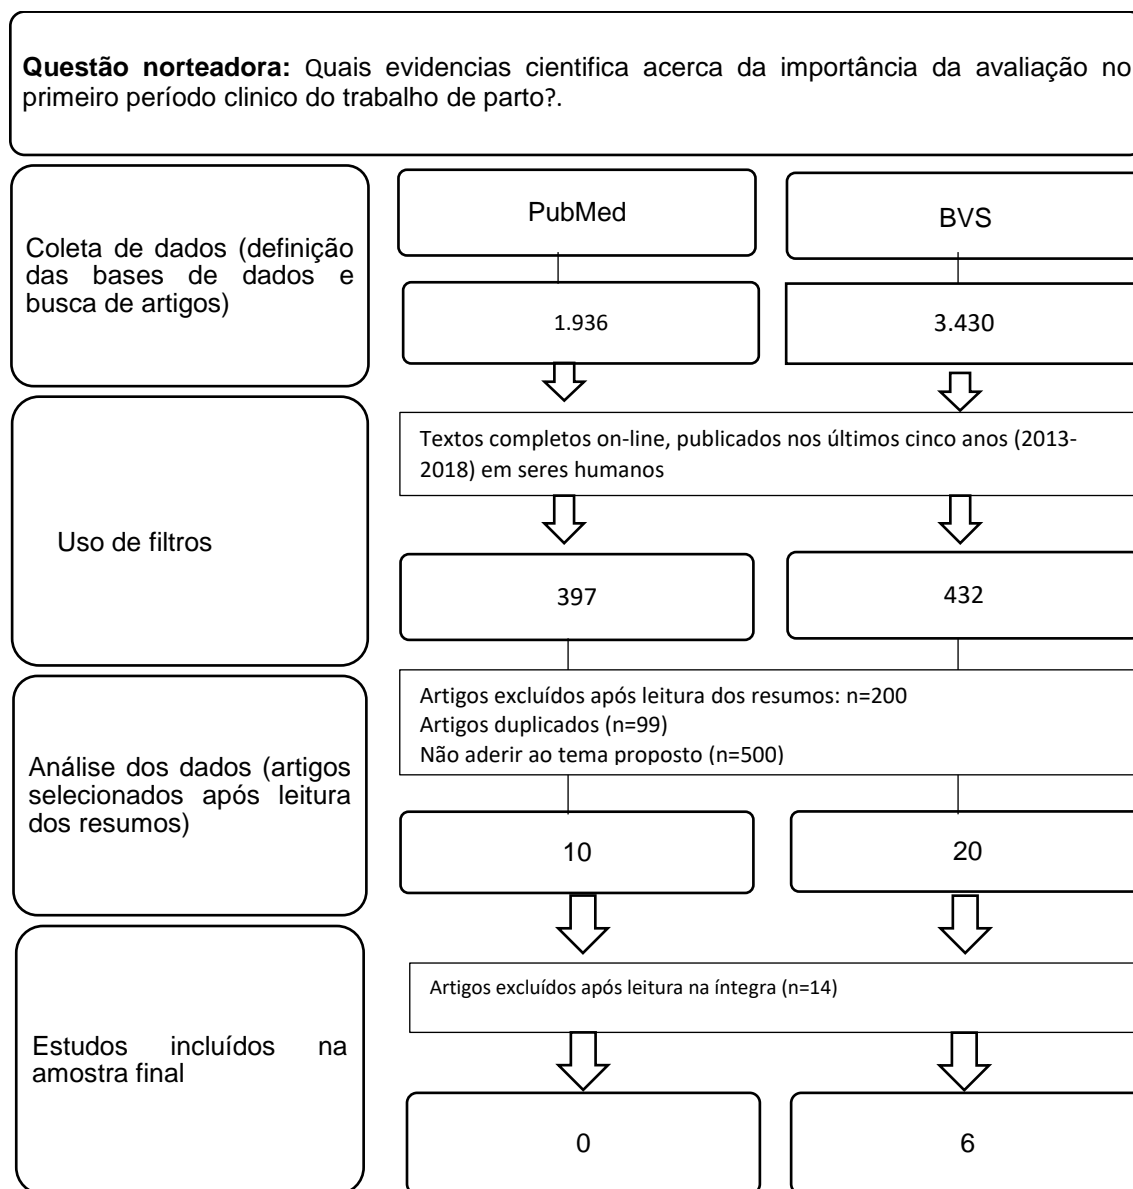 Questão norteadora: Quais evidencias cientifica acerca da importância da avaliação no
primeiro período clinico do trabalho de parto?.
Coleta de dados (definição
das bases de dados e
busca de artigos)
PubMed
BVS
1.936
3.430
Textos completos on-line, publicados nos últimos cinco anos (2013-
2018) em seres humanos
Uso de filtros
397
432
Artigos excluídos após leitura dos resumos: n=200
Artigos duplicados (n=99)
Não aderir ao tema proposto (n=500)
Análise dos dados (artigos
selecionados após leitura
dos resumos)
10
20
Artigos excluídos após leitura na íntegra (n=14)
Estudos incluídos na
amostra final
0
6